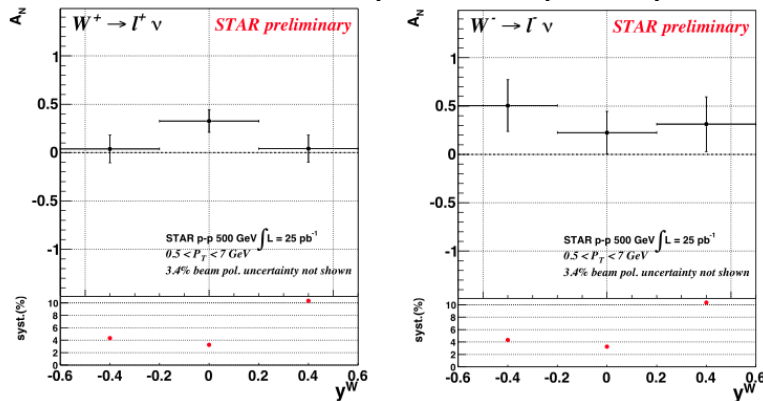 A_N
W⁺ → l⁺ ν
STAR preliminary
1
0.5
0
-0.5
-1
STAR p-p 500 GeV ∫L = 25 pb⁻¹
0.5 < P_T < 7 GeV
3.4% beam pol. uncertainty not shown
syst.(%)
10
8
6
4
2
0
-0.6 -0.4 -0.2 0 0.2 0.4 0.6
y^W
A_N
W⁻ → l⁻ ν
STAR preliminary
1
0.5
0
-0.5
-1
STAR p-p 500 GeV ∫L = 25 pb⁻¹
0.5 < P_T < 7 GeV
3.4% beam pol. uncertainty not shown
syst.(%)
10
8
6
4
2
0
-0.6 -0.4 -0.2 0 0.2 0.4 0.6
y^W